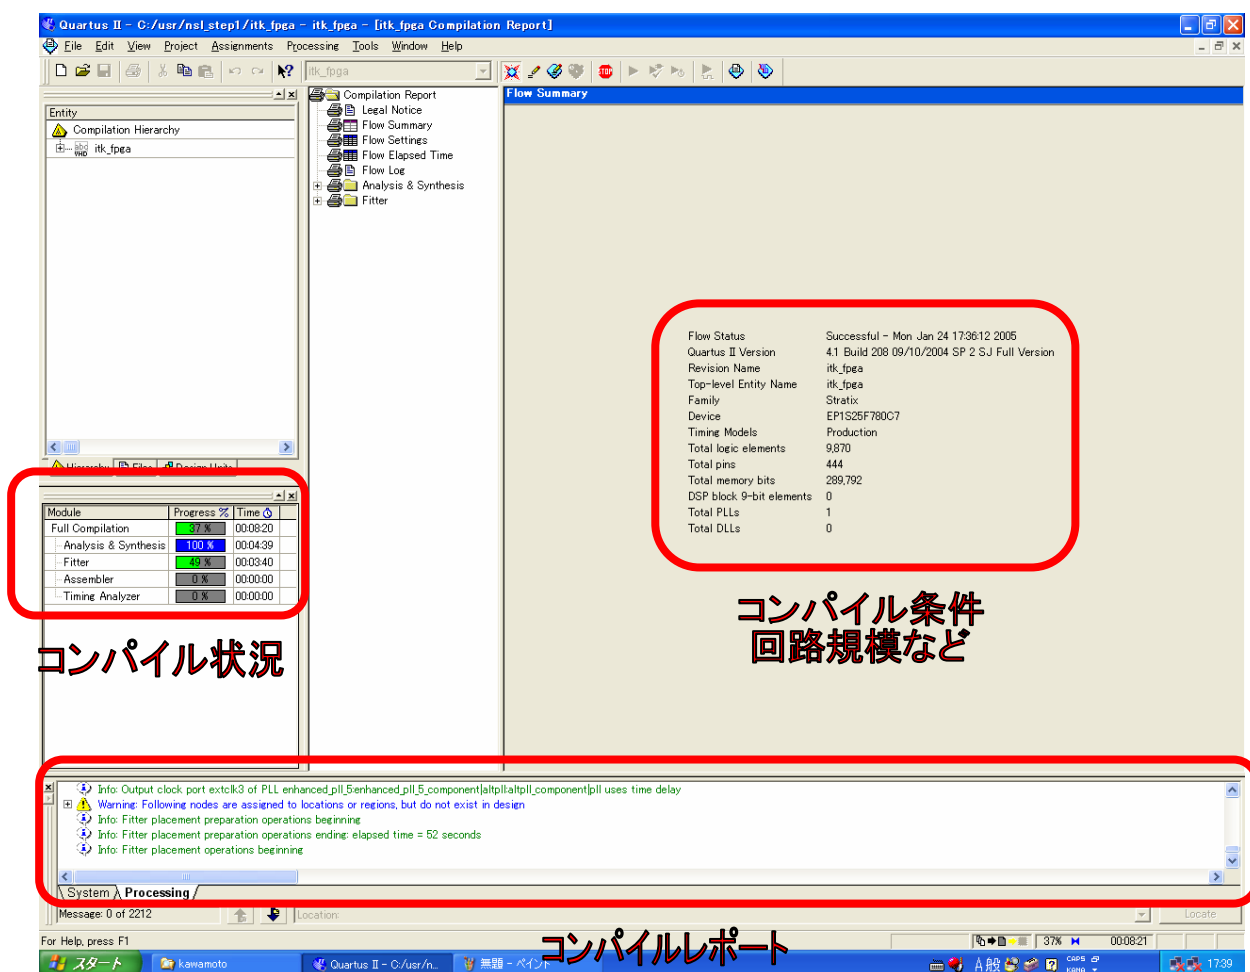 Quartus II - C:/usr/nsl_step1/itk_fpga - itk_fpga - [itk_fpga Compilation Report]
File Edit View Project Assignments Processing Tools Window Help
itk_fpga
STOP
Entity
Compilation Hierarchy
abc VHD itk_fpga
Hierarchy Files Design Units
Compilation Report
Legal Notice
Flow Summary
Flow Settings
Flow Elapsed Time
Flow Log
Analysis & Synthesis
Fitter
Flow Summary
Flow Status Successful - Mon Jan 24 17:36:12 2005
Quartus II Version 4.1 Build 208 09/10/2004 SP 2 SJ Full Version
Revision Name itk_fpga
Top-level Entity Name itk_fpga
Family Stratix
Device EP1S25F780C7
Timing Models Production
Total logic elements 9,870
Total pins 444
Total memory bits 289,792
DSP block 9-bit elements 0
Total PLLs 1
Total DLLs 0
コンパイル条件
回路規模など
Module Progress % Time
Full Compilation 37 % 00:08:20
Analysis & Synthesis 100 % 00:04:39
Fitter 49 % 00:03:40
Assembler 0 % 00:00:00
Timing Analyzer 0 % 00:00:00
コンパイル状況
Info: Output clock port extclk3 of PLL enhanced_pll_5:enhanced_pll_5_component|altpll:altpll_component|pll uses time delay
Warning: Following nodes are assigned to locations or regions, but do not exist in design
Info: Fitter placement preparation operations beginning
Info: Fitter placement preparation operations ending: elapsed time = 52 seconds
Info: Fitter placement operations beginning
System Processing
Message: 0 of 2212 Location: Locate
For Help, press F1 37% 00:08:21
コンパイルレポート
スタート kawamoto Quartus II - C:/usr/n... 無題 - ペイント A 般 CAPS KANA 17:39